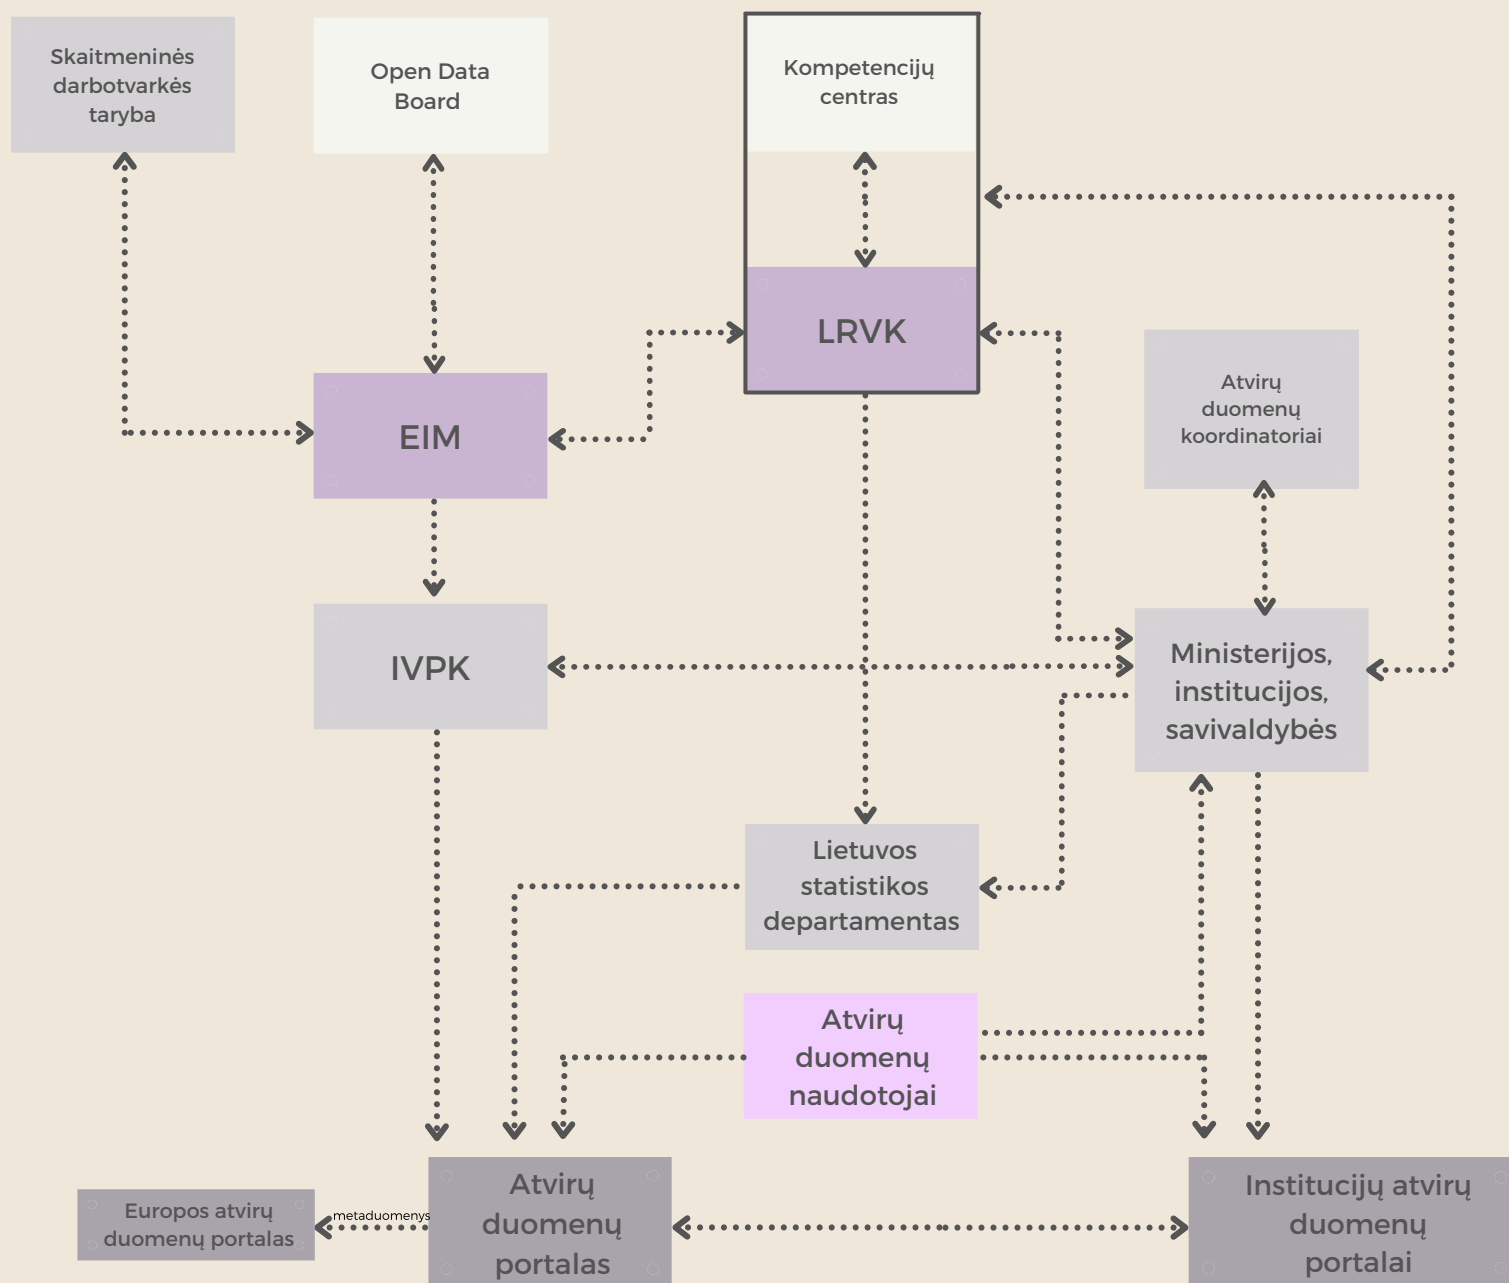 Skaitmeninės
darbotvarkės
taryba
Open Data
Board
Kompetencijų
centras
LRVK
EIM
Atvirų
duomenų
koordinatoriai
IVPK
Ministerijos,
institucijos,
savivaldybės
Lietuvos
statistikos
departamentas
Atvirų
duomenų
naudotojai
Europos atvirų
duomenų portalas
metaduomenys
Atvirų
duomenų
portalas
Institucijų atvirų
duomenų
portalai